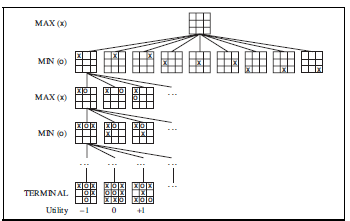 MAX (X)
X X X X X X X X X
MIN (O)
MAX (X)
X O X O X
O
...
MIN (O)
X O X X O X O
X X
...
... ... ... ...
TERMINAL
X O X X O X X O X
O X O O X X
O X X O X O O
...
Utility −1 0 +1